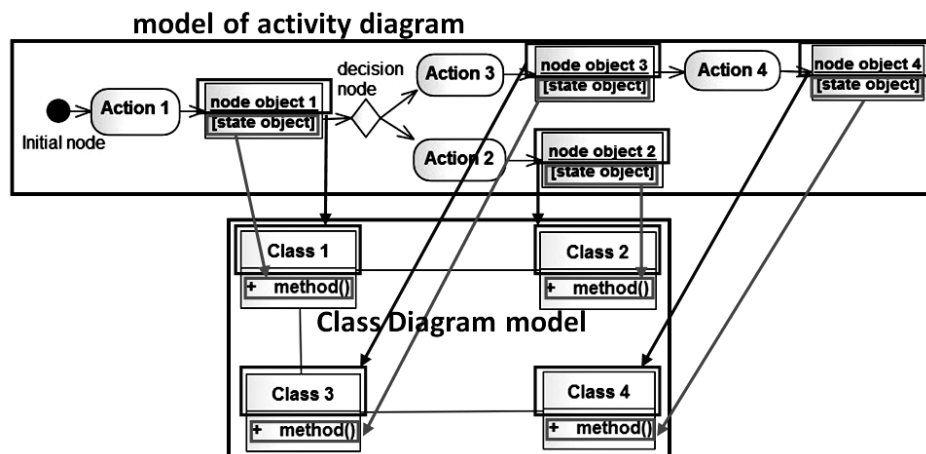 model of activity diagram
decision
node
Action 3
node object 3
[state object]
Action 4
node object 4
[state object]
Action 1
node object 1
[state object]
Initial node
Action 2
node object 2
[state object]
Class 1
+ method()
Class 2
+ method()
Class Diagram model
Class 3
+ method()
Class 4
+ method()